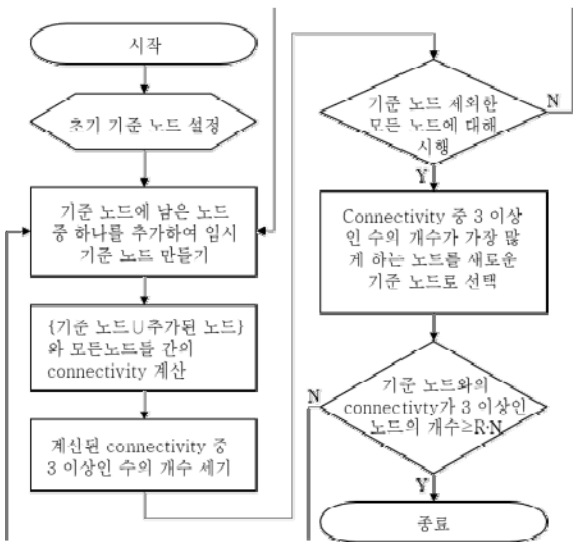 시작
초기 기준 노드 설정
기준 노드에 남은 노드
중 하나를 추가하여 임시
기준 노드 만들기
{기준 노드∪추가된 노드}
와 모든노드들 간의
connectivity 계산
계산된 connectivity 중
3 이상인 수의 개수 세기
기준 노드 제외한
모든 노드에 대해
시행
N
Y
Connectivity 중 3 이상
인 수의 개수가 가장 많
게 하는 노드를 새로운
기준 노드로 선택
기준 노드와의
connectivty가 3 이상인
노드의 개수≥R·N
N
Y
종료